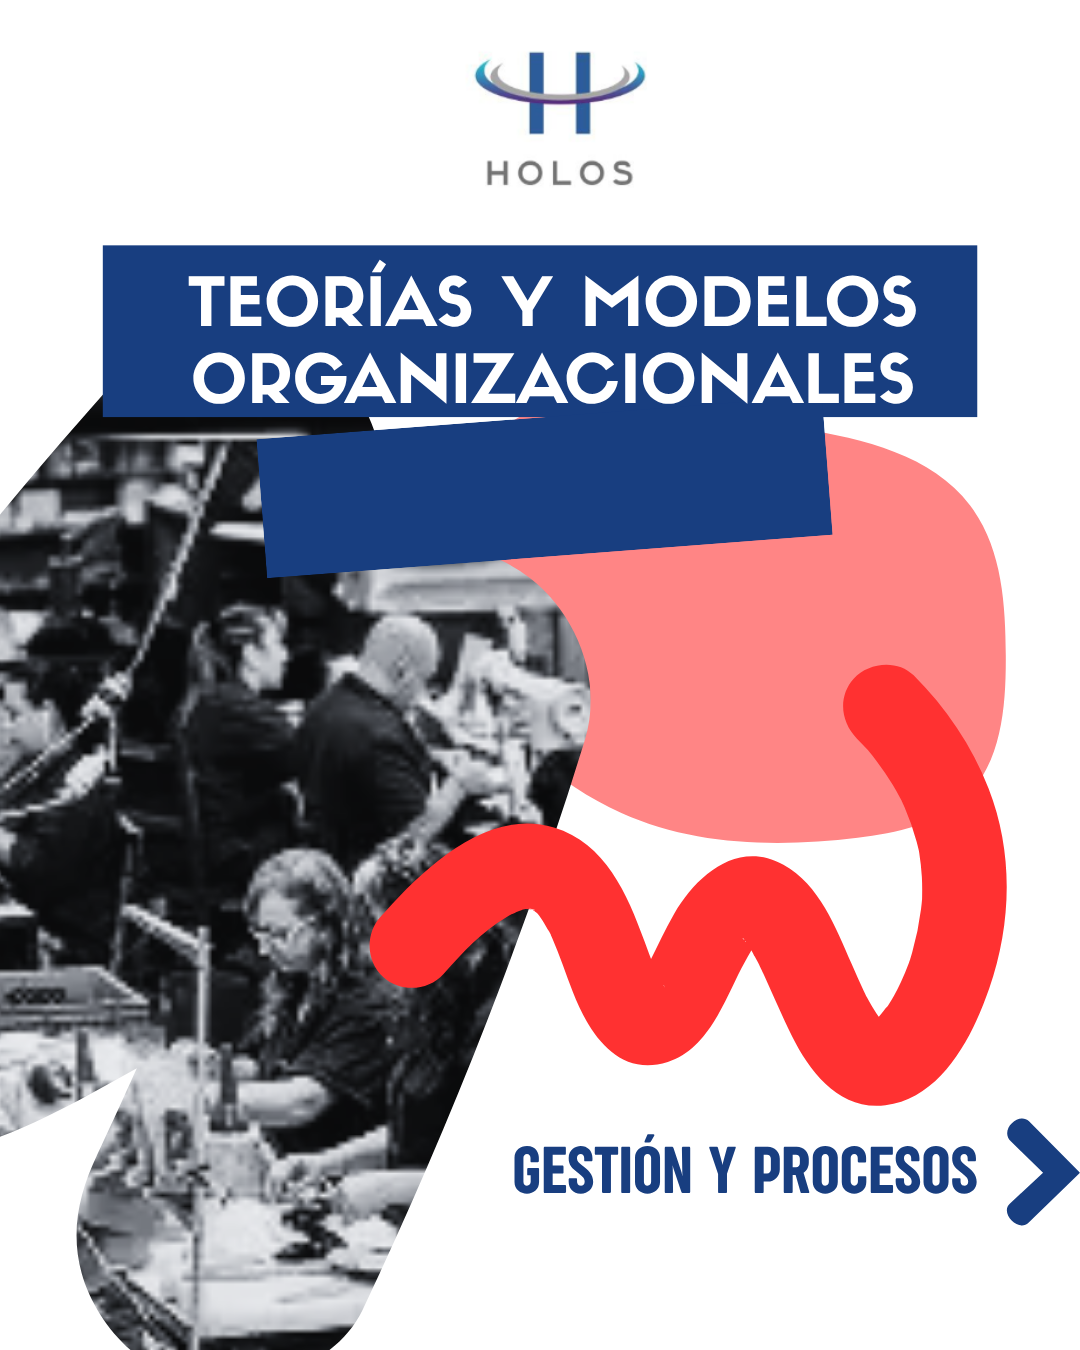 HOLOS
TEORÍAS Y MODELOS
ORGANIZACIONALES
GESTIÓN Y PROCESOS